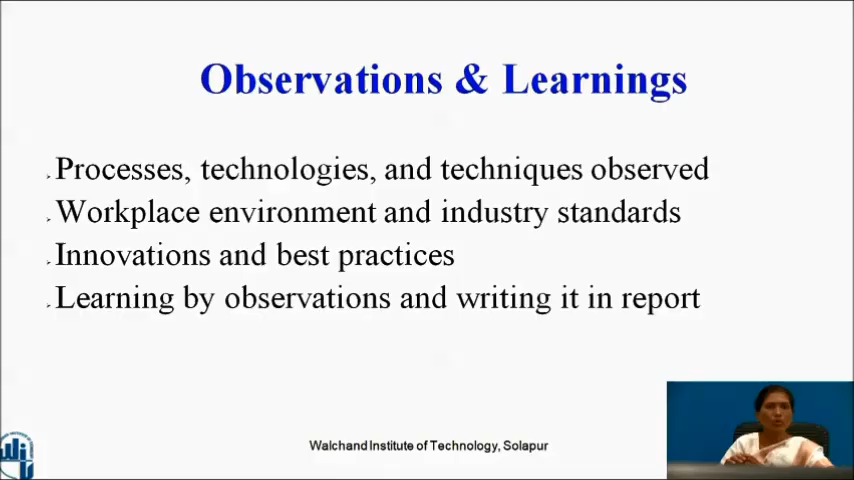 Observations & Learnings
Processes, technologies, and techniques observed
Workplace environment and industry standards
Innovations and best practices
Learning by observations and writing it in report
Walchand Institute of Technology, Solapur